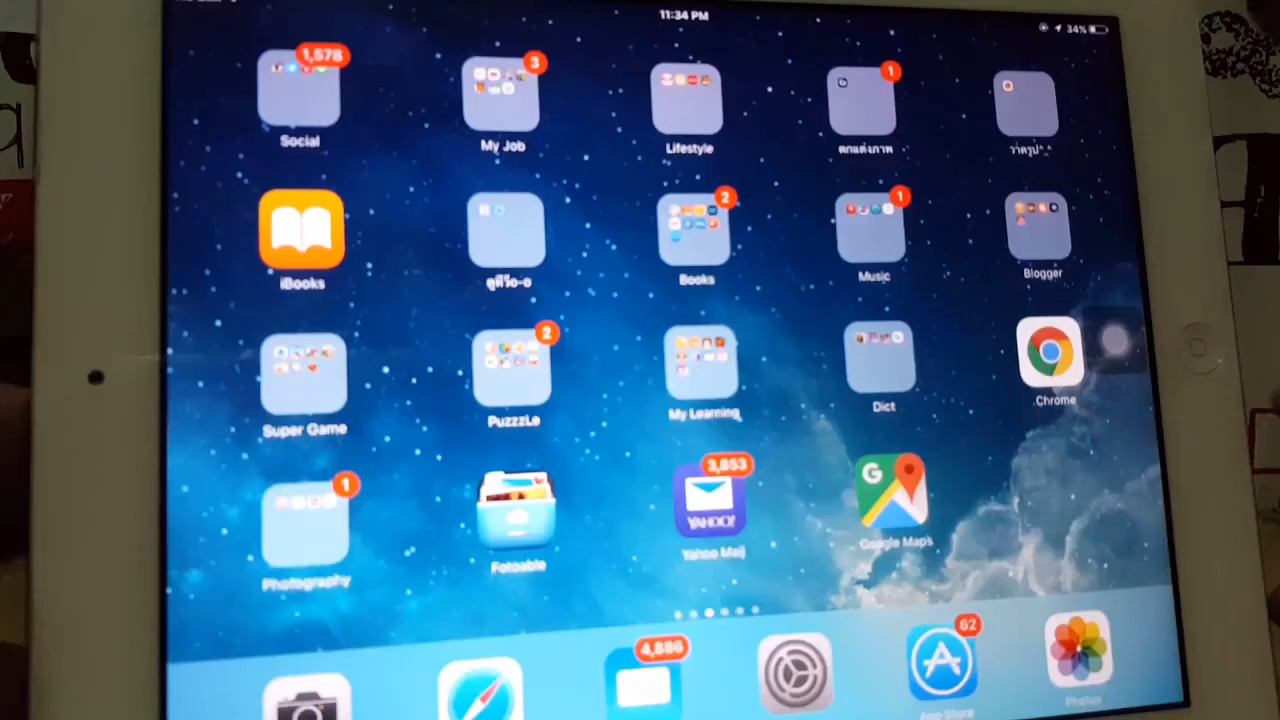 11:34 PM
34%
1,578
3
1
Social
My Job
Lifestyle
ตกแต่งภาพ
ว๊าดรูป^_^
2
1
iBooks
ดูทีวีo-o
Books
Music
Blogger
2
Super Game
PuzzzLe
My Learning
Dict
Chrome
1
3,853
G
YAHOO!
Photography
Fotoable
Yahoo Mail
Google Maps
4,886
62
App Store
Photos